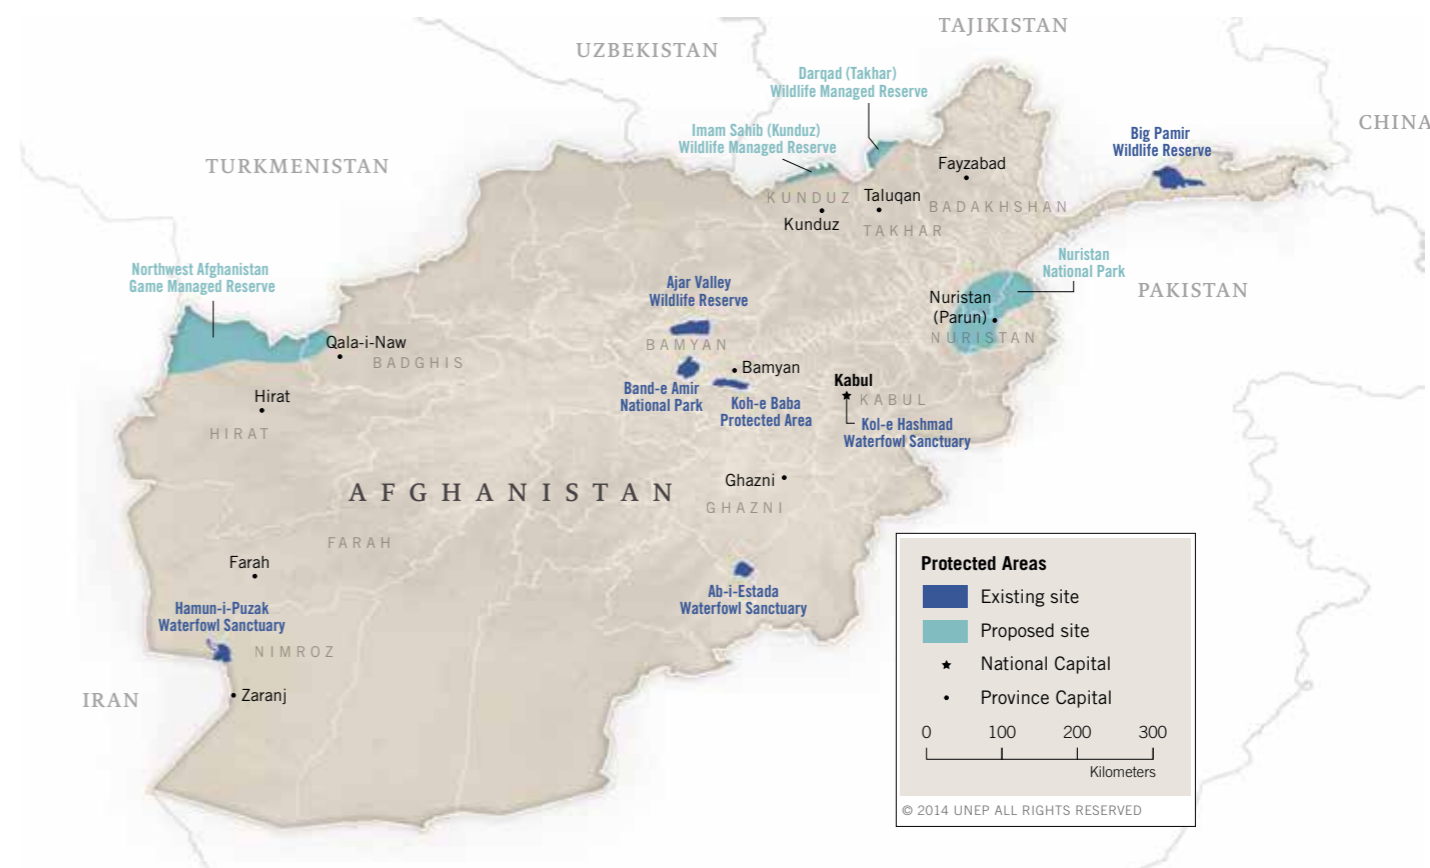 TAJIKISTAN
UZBEKISTAN
Darqad (Takhar)
Wildlife Managed Reserve
CHINA
Imam Sahib (Kunduz)
Wildlife Managed Reserve
Big Pamir
Wildlife Reserve
TURKMENISTAN
Fayzabad
KUNDUZ
Taluqan
BADAKHSHAN
Kunduz
TAKHAR
Northwest Afghanistan
Game Managed Reserve
Nuristan
National Park
PAKISTAN
Ajar Valley
Wildlife Reserve
Nuristan
(Parun)
NURISTAN
Qala-i-Naw
BADGHIS
BAMYAN
Bamyan
Band-e Amir
National Park
Koh-e Baba
Protected Area
Kabul
KABUL
Kol-e Hashmad
Waterfowl Sanctuary
Hirat
HIRAT
AFGHANISTAN
Ghazni
GHAZNI
FARAH
Farah
Ab-i-Estada
Waterfowl Sanctuary
Hamun-i-Puzak
Waterfowl Sanctuary
NIMROZ
IRAN
Zaranj
Protected Areas
Existing site
Proposed site
National Capital
Province Capital
0 100 200 300
Kilometers
© 2014 UNEP ALL RIGHTS RESERVED